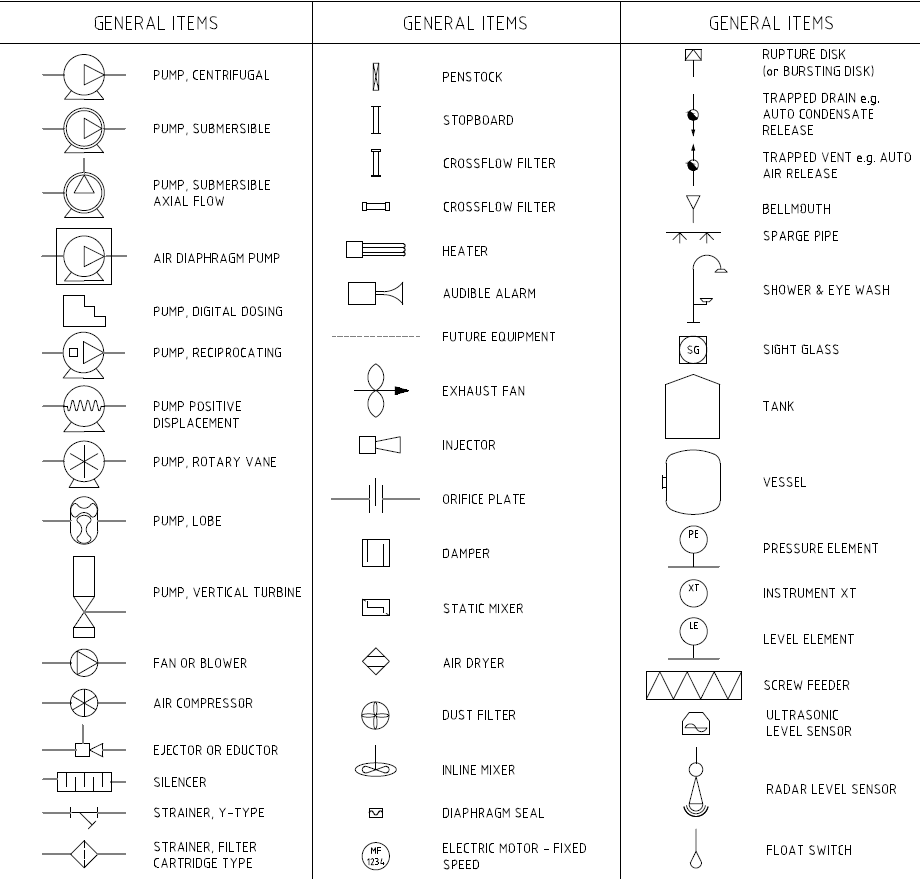 GENERAL ITEMS
PUMP, CENTRIFUGAL
PUMP, SUBMERSIBLE
PUMP, SUBMERSIBLE
AXIAL FLOW
AIR DIAPHRAGM PUMP
PUMP, DIGITAL DOSING
PUMP, RECIPROCATING
PUMP POSITIVE
DISPLACEMENT
PUMP, ROTARY VANE
PUMP, LOBE
PUMP, VERTICAL TURBINE
FAN OR BLOWER
AIR COMPRESSOR
EJECTOR OR EDUCTOR
SILENCER
STRAINER, Y-TYPE
STRAINER, FILTER
CARTRIDGE TYPE
GENERAL ITEMS
PENSTOCK
STOPBOARD
CROSSFLOW FILTER
CROSSFLOW FILTER
HEATER
AUDIBLE ALARM
FUTURE EQUIPMENT
EXHAUST FAN
INJECTOR
ORIFICE PLATE
DAMPER
STATIC MIXER
AIR DRYER
DUST FILTER
INLINE MIXER
DIAPHRAGM SEAL
MF
1234
ELECTRIC MOTOR - FIXED
SPEED
GENERAL ITEMS
RUPTURE DISK
(or BURSTING DISK)
TRAPPED DRAIN e.g.
AUTO CONDENSATE
RELEASE
TRAPPED VENT e.g. AUTO
AIR RELEASE
BELLMOUTH
SPARGE PIPE
SHOWER & EYE WASH
SG
SIGHT GLASS
TANK
VESSEL
PE
PRESSURE ELEMENT
XT
INSTRUMENT XT
LE
LEVEL ELEMENT
SCREW FEEDER
ULTRASONIC
LEVEL SENSOR
RADAR LEVEL SENSOR
FLOAT SWITCH